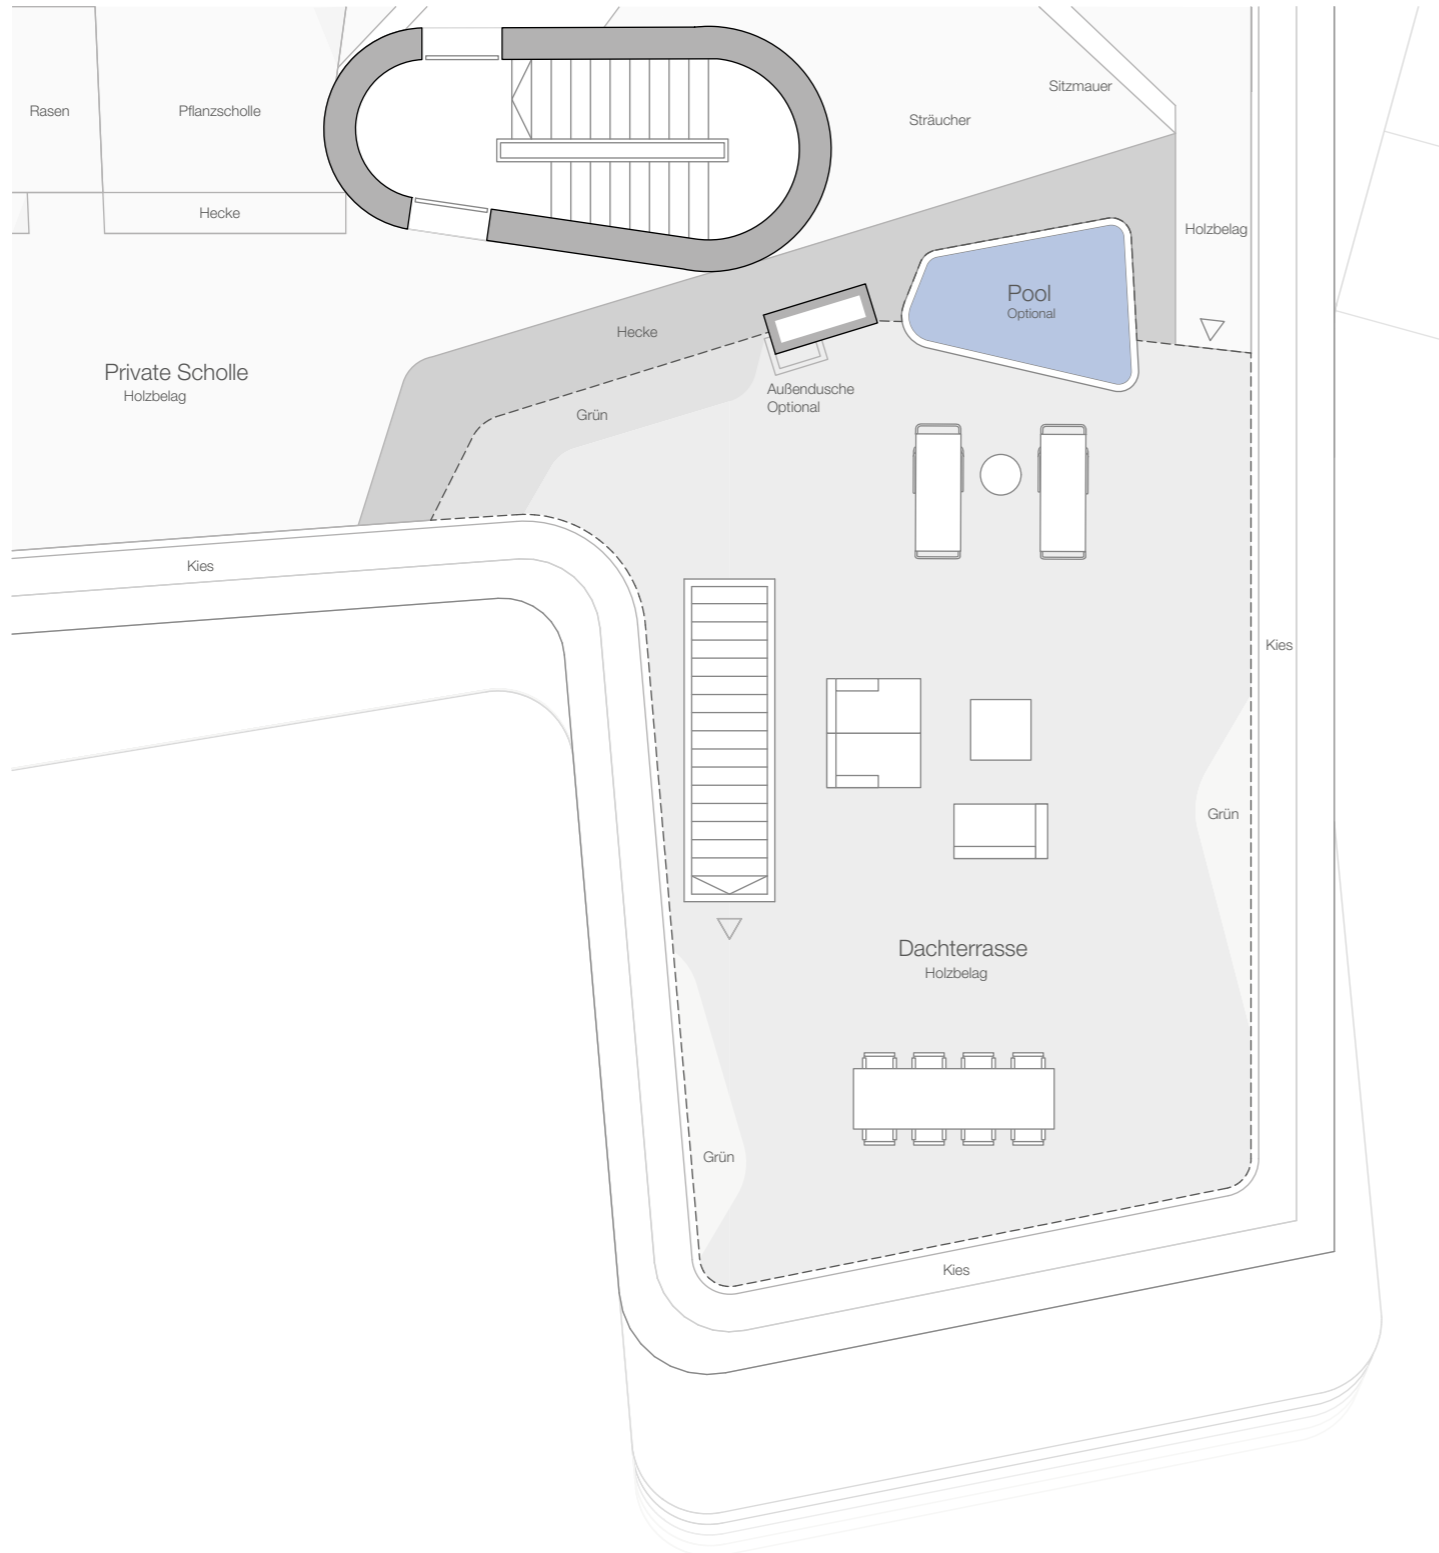 Sitzmauer
Rasen
Pflanzscholle
Sträucher
Hecke
Holzbelag
Pool
Optional
Hecke
Private Scholle
Holzbelag
Außendusche
Optional
Grün
Kies
Kies
Grün
Dachterrasse
Holzbelag
Grün
Kies